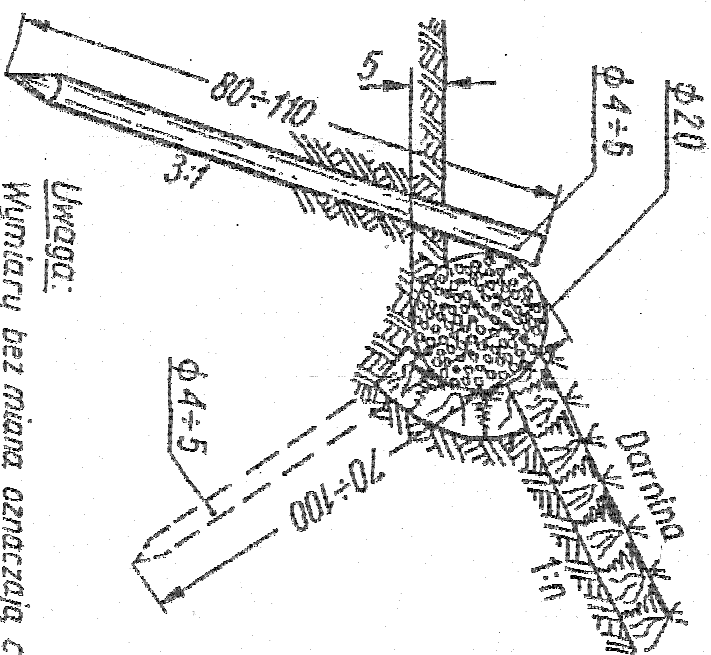 80÷110
5
ϕ4÷5
ϕ20
3:1
Darnina
1:n
ϕ4÷5
70÷100
Uwaga:
Wymiary bez miana oznaczają c